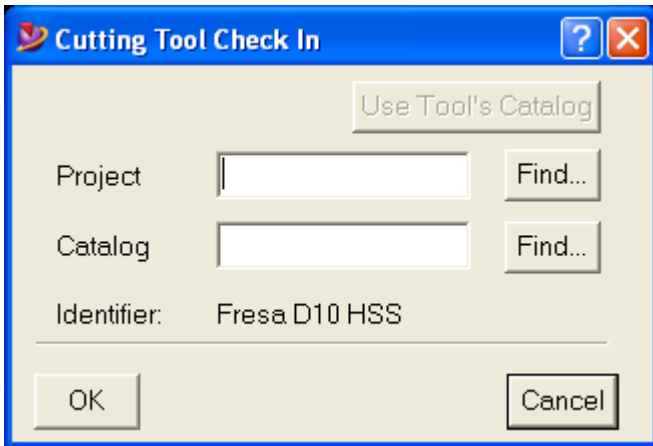 Cutting Tool Check In
Use Tool's Catalog
Project Find...
Catalog Find...
Identifier: Fresa D10 HSS
OK Cancel